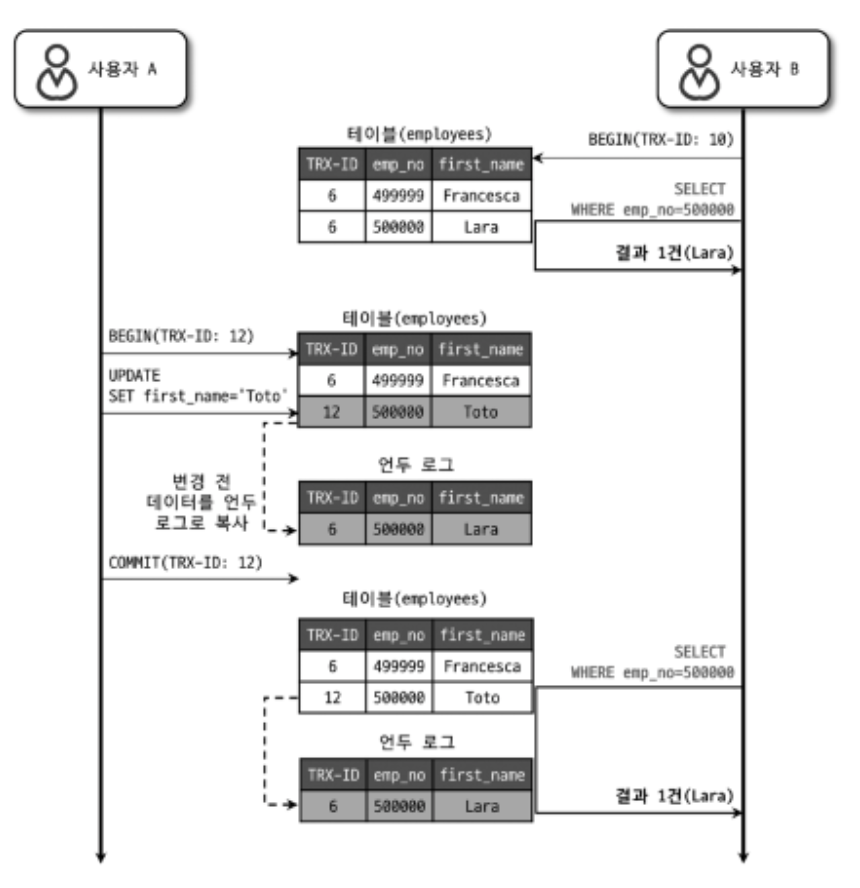 사용자 A
사용자 B
테이블(employees)
BEGIN(TRX-ID: 10)
TRX-ID emp_no first_name
6 499999 Francesca
6 500000 Lara
SELECT
WHERE emp_no=500000
결과 1건(Lara)
테이블(employees)
BEGIN(TRX-ID: 12)
TRX-ID emp_no first_name
6 499999 Francesca
12 500000 Toto
UPDATE
SET first_name='Toto'
언두 로그
변경 전
데이터를 언두
로그로 복사
TRX-ID emp_no first_name
6 500000 Lara
COMMIT(TRX-ID: 12)
테이블(employees)
TRX-ID emp_no first_name
6 499999 Francesca
12 500000 Toto
SELECT
WHERE emp_no=500000
언두 로그
TRX-ID emp_no first_name
6 500000 Lara
결과 1건(Lara)